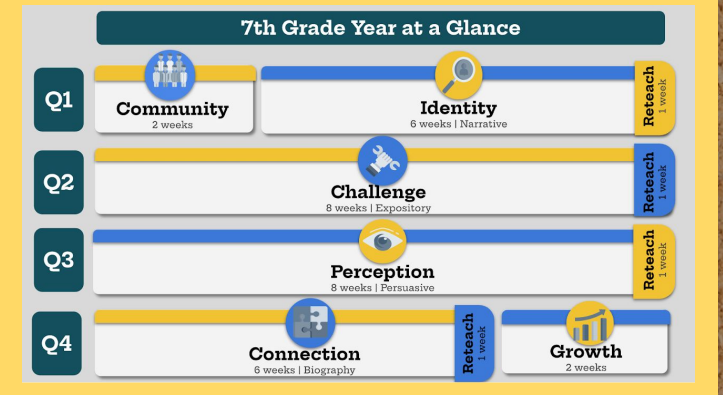 7th Grade Year at a Glance
Q1
Community
2 weeks
Identity
6 weeks | Narrative
Reteach
1 week
Q2
Challenge
8 weeks | Expository
Reteach
1 week
Q3
Perception
8 weeks | Persuasive
Reteach
1 week
Q4
Connection
6 weeks | Biography
Reteach
1 week
Growth
2 weeks